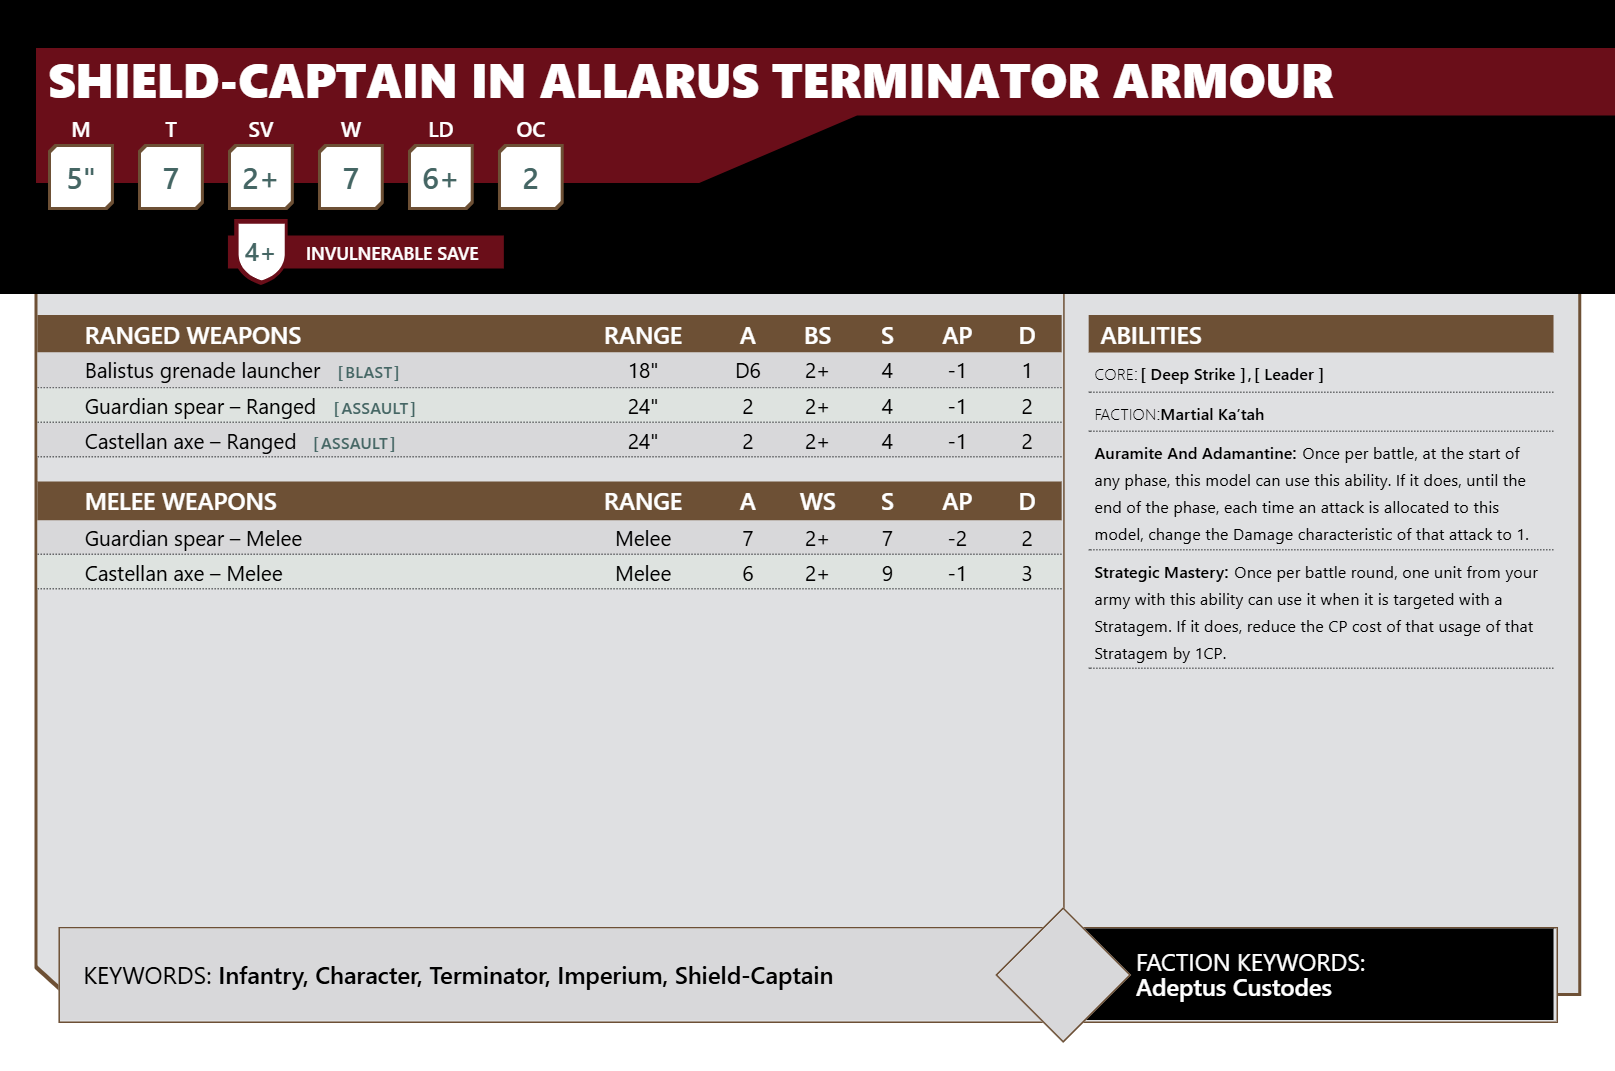 SHIELD-CAPTAIN IN ALLARUS TERMINATOR ARMOUR
M T SV W LD OC
5" 7 2+ 7 6+ 2
4+ INVULNERABLE SAVE
RANGED WEAPONS RANGE A BS S AP D
Balistus grenade launcher [BLAST] 18" D6 2+ 4 -1 1
Guardian spear – Ranged [ASSAULT] 24" 2 2+ 4 -1 2
Castellan axe – Ranged [ASSAULT] 24" 2 2+ 4 -1 2
MELEE WEAPONS RANGE A WS S AP D
Guardian spear – Melee Melee 7 2+ 7 -2 2
Castellan axe – Melee Melee 6 2+ 9 -1 3
ABILITIES
CORE: [ Deep Strike ] , [ Leader ]
FACTION:Martial Ka’tah
Auramite And Adamantine: Once per battle, at the start of
any phase, this model can use this ability. If it does, until the
end of the phase, each time an attack is allocated to this
model, change the Damage characteristic of that attack to 1.
Strategic Mastery: Once per battle round, one unit from your
army with this ability can use it when it is targeted with a
Stratagem. If it does, reduce the CP cost of that usage of that
Stratagem by 1CP.
KEYWORDS: Infantry, Character, Terminator, Imperium, Shield-Captain
FACTION KEYWORDS:
Adeptus Custodes